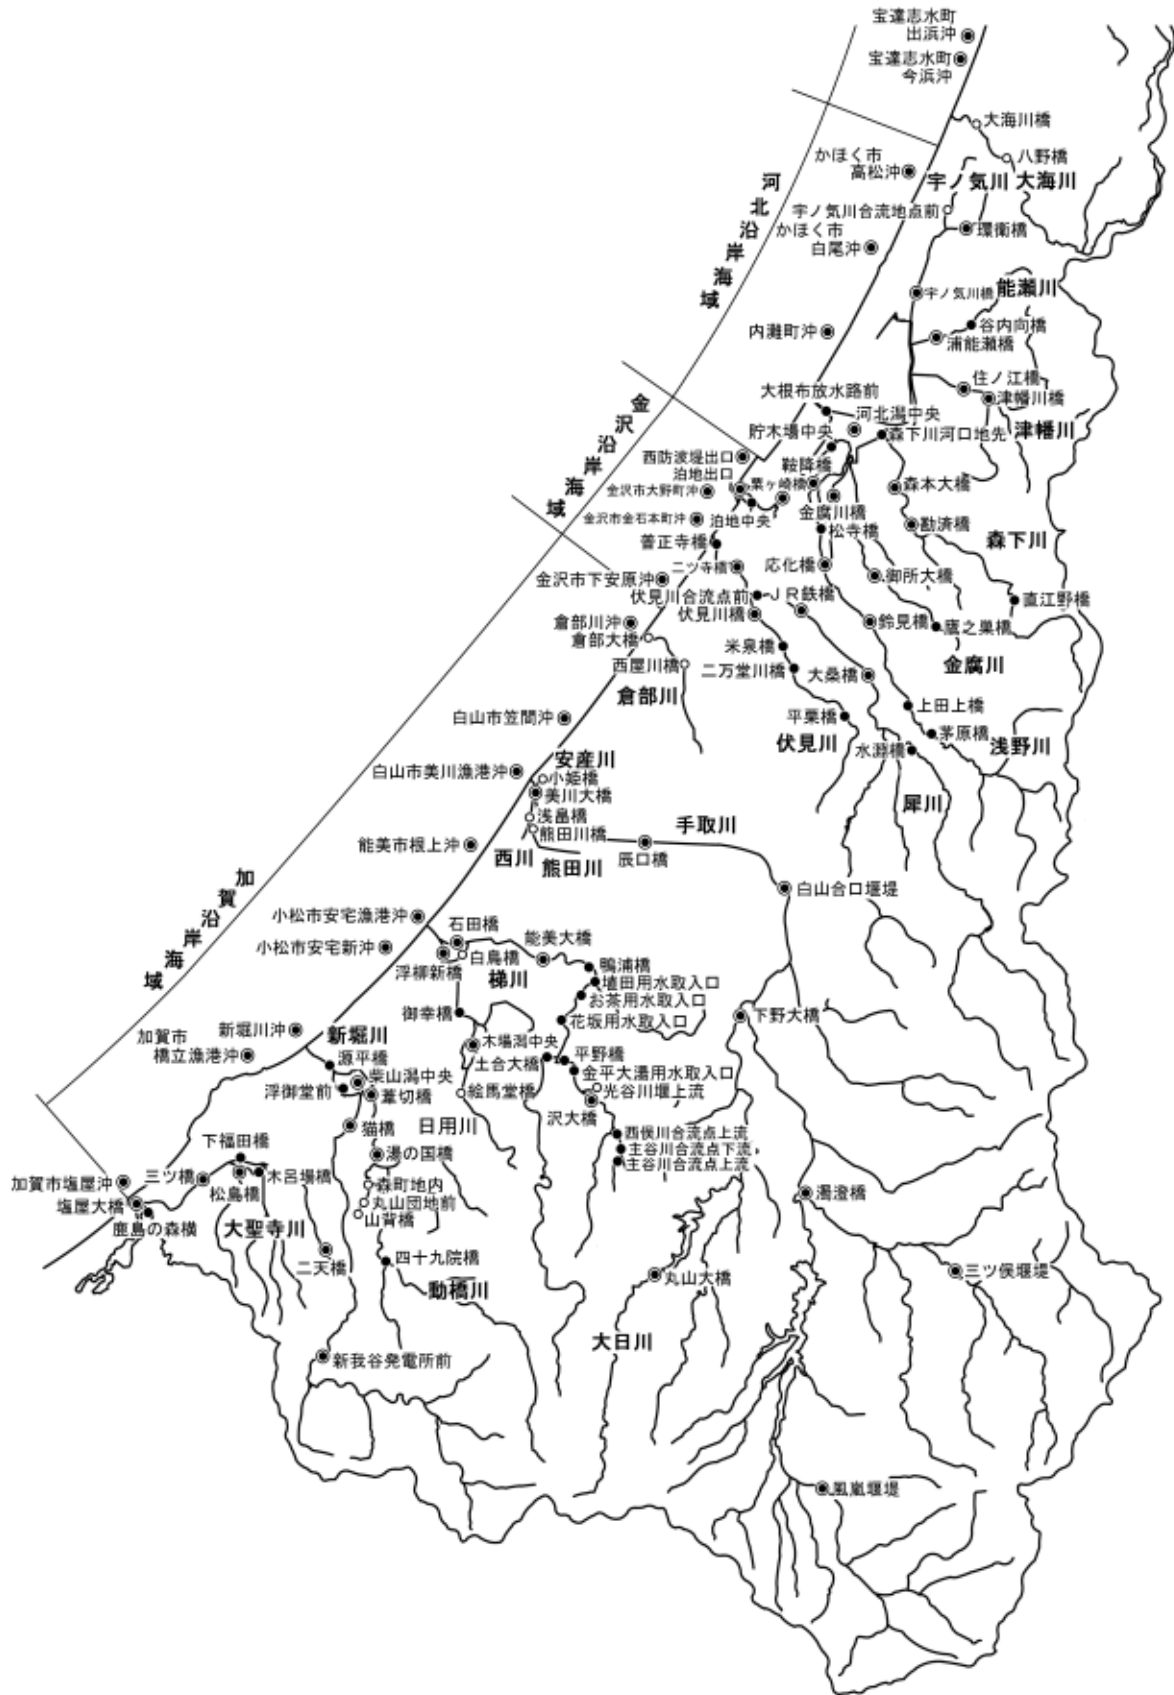 宝達志水町
出浜沖
宝達志水町
今浜沖
大海川橋
八野橋
かほく市
高松沖
宇ノ気川
大海川
宇ノ気川合流地点前
環衛橋
かほく市
白尾沖
河北沿岸海域
宇ノ気川橋
能瀬川
谷内向橋
浦能瀬橋
内灘町沖
住ノ江橋
津幡川橋
大根布放水路前
河北潟中央
貯木場中央
森下川河口地先
津幡川
金沢沿岸海域
西防波堤出口
泊地出口
鞍降橋
粟ヶ崎橋
森本大橋
金沢市大野町沖
金腐川橋
泊地中央
松寺橋
勘済橋
金沢市金石本町沖
森下川
善正寺橋
二ツ寺橋
応化橋
御所大橋
金沢市下安原沖
伏見川合流点前
JR鉄橋
直江野橋
伏見川橋
鈴見橋
鷹之巣橋
倉部川沖
倉部大橋
米泉橋
金腐川
西屋川橋
二万堂川橋
大桑橋
倉部川
上田上橋
白山市笠間沖
平栗橋
茅原橋
伏見川
水淵橋
浅野川
安産川
白山市美川漁港沖
小姫橋
美川大橋
犀川
浅畠橋
手取川
熊田川橋
能美市根上沖
西川
熊田川
辰口橋
白山合口堰堤
加賀沿岸海域
小松市安宅漁港沖
石田橋
能美大橋
小松市安宅新沖
白鳥橋
浮柳新橋
梯川
鴨浦橋
埴田用水取入口
お茶用水取入口
御幸橋
花坂用水取入口
下野大橋
新堀川沖
新堀川
加賀市
橋立漁港沖
木場潟中央
源平橋
土合大橋
平野橋
金平大湯用水取入口
柴山潟中央
浮御堂前
葦切橋
絵馬堂橋
光谷川堰上流
沢大橋
猫橋
日用川
西俣川合流点上流
下福田橋
湯の国橋
主谷川合流点下流
主谷川合流点上流
三ツ橋
木呂場橋
加賀市塩屋沖
松島橋
森町地内
塩屋大橋
丸山団地前
濁澄橋
鹿島の森横
大聖寺川
山背橋
二天橋
四十九院橋
丸山大橋
三ツ俣堰堤
動橋川
大日川
新我谷発電所前
風嵐堰堤